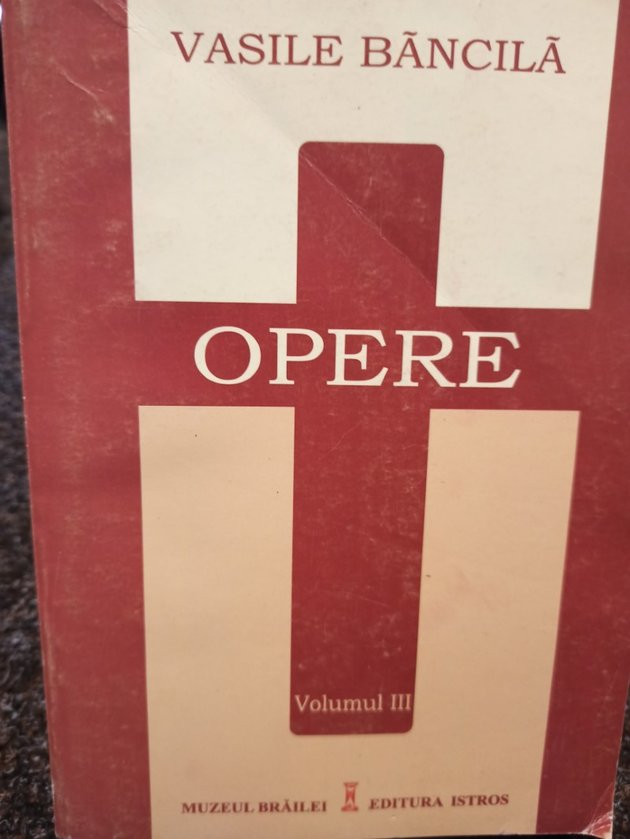 VASILE BÃNCILÃ
OPERE
Volumul III
MUZEUL BRĂILEI EDITURA ISTROS